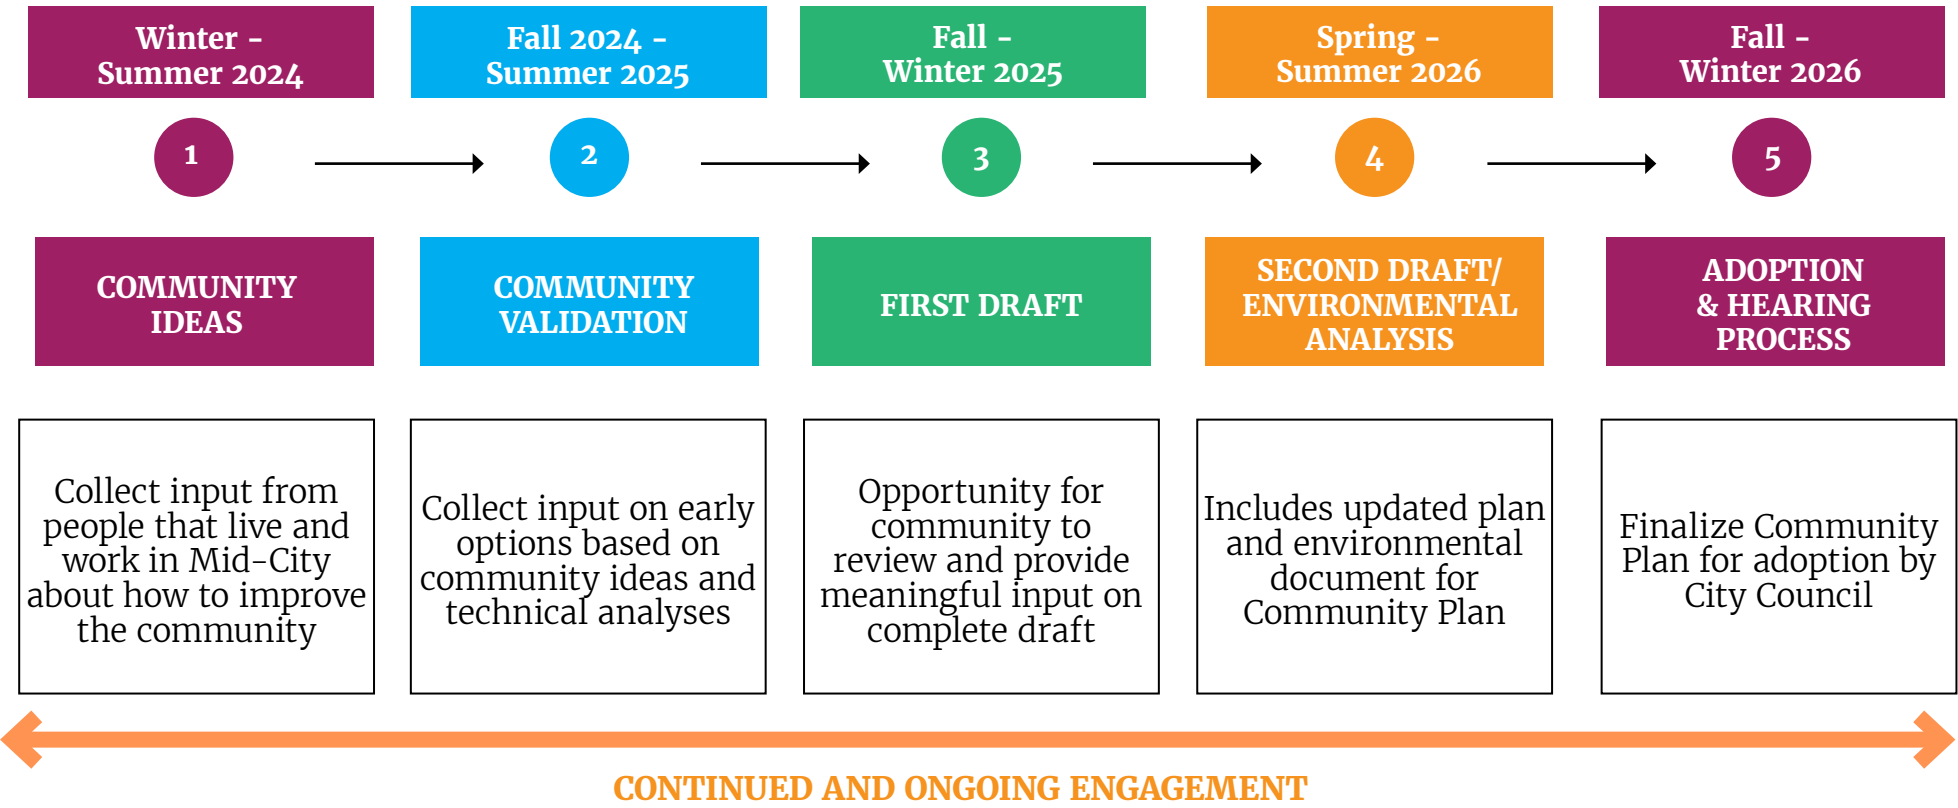 Winter -
Summer 2024
Fall 2024 -
Summer 2025
Fall -
Winter 2025
Spring -
Summer 2026
Fall -
Winter 2026
1
2
3
4
5
COMMUNITY
IDEAS
COMMUNITY
VALIDATION
FIRST DRAFT
SECOND DRAFT/
ENVIRONMENTAL
ANALYSIS
ADOPTION
& HEARING
PROCESS
Collect input from
people that live and
work in Mid-City
about how to improve
the community
Collect input on early
options based on
community ideas and
technical analyses
Opportunity for
community to
review and provide
meaningful input on
complete draft
Includes updated plan
and environmental
document for
Community Plan
Finalize Community
Plan for adoption by
City Council
CONTINUED AND ONGOING ENGAGEMENT